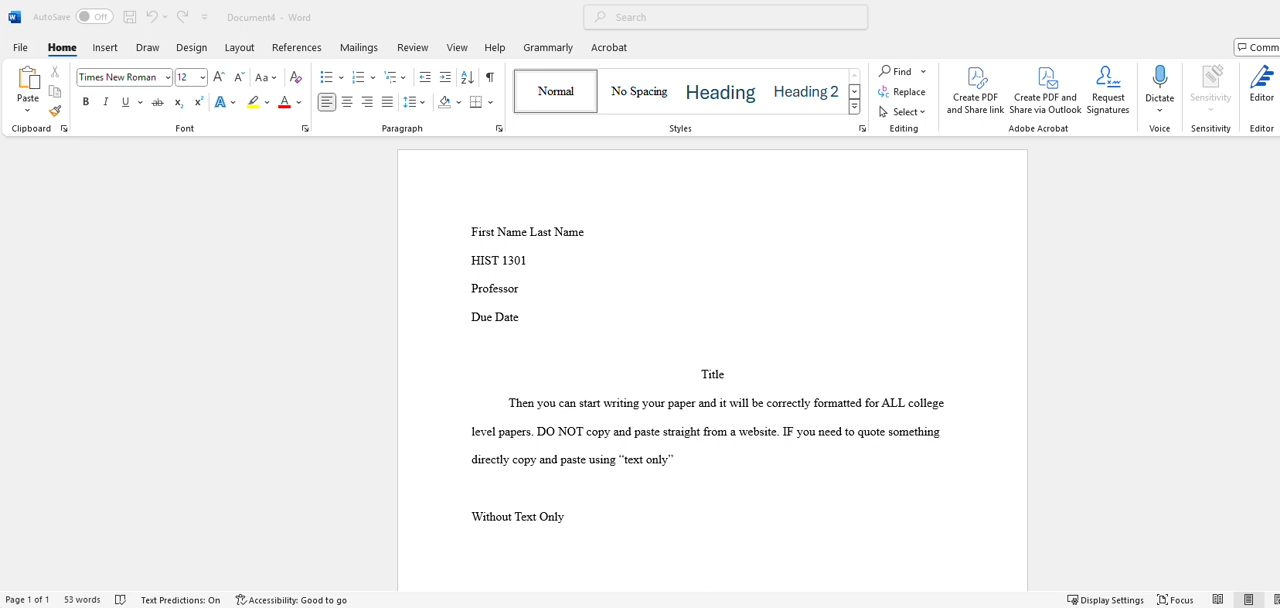 AutoSave Off Document4 - Word Search
File Home Insert Draw Design Layout References Mailings Review View Help Grammarly Acrobat Comm
Paste Times New Roman 12 Aa Normal No Spacing Heading Heading 2 Find Replace Select Create PDF and Share link Create PDF and Share via Outlook Request Signatures Dictate Sensitivity Editor
Clipboard Font Paragraph Styles Editing Adobe Acrobat Voice Sensitivity Editor
First Name Last Name
HIST 1301
Professor
Due Date
Title
Then you can start writing your paper and it will be correctly formatted for ALL college
level papers. DO NOT copy and paste straight from a website. IF you need to quote something
directly copy and paste using “text only”
Without Text Only
Page 1 of 1 53 words Text Predictions: On Accessibility: Good to go Display Settings Focus